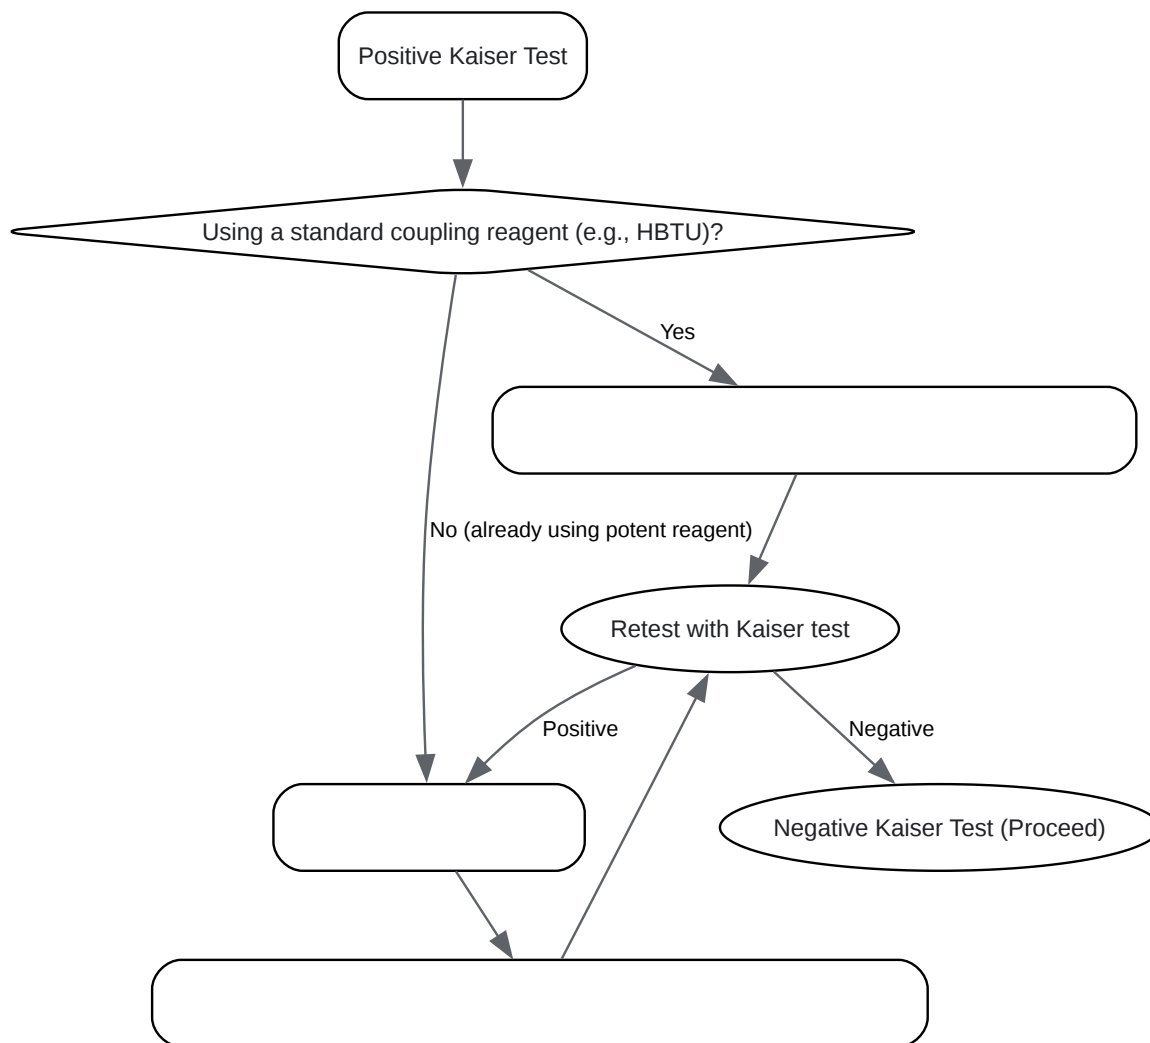 Positive Kaiser Test
Using a standard coupling reagent (e.g., HBTU)?
Yes
No (already using potent reagent)
Retest with Kaiser test
Positive
Negative
Negative Kaiser Test (Proceed)